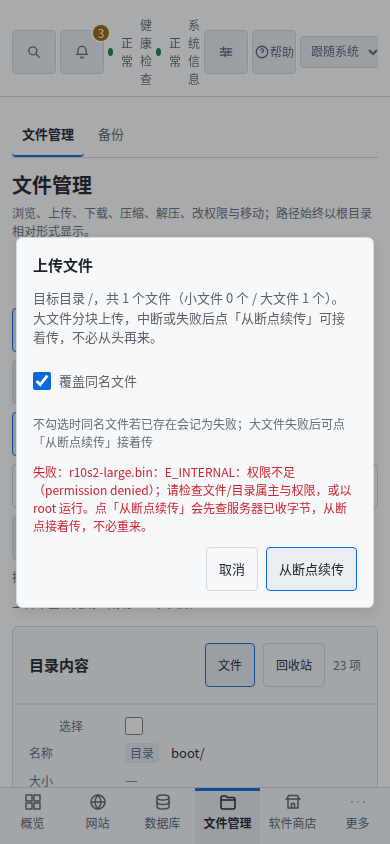 3
正常
健康检查
正常
系统信息
帮助
跟随系统
文件管理
备份
文件管理
浏览、上传、下载、压缩、解压、改权限与移动；路径始终以根目录
相对形式显示。
上传文件
目标目录 /，共 1 个文件（小文件 0 个 / 大文件 1 个）。
大文件分块上传，中断或失败后点「从断点续传」可接
着传，不必从头再来。
覆盖同名文件
不勾选时同名文件若已存在会记为失败；大文件失败后可点
「从断点续传」接着传
失败：r10s2-large.bin：E_INTERNAL：权限不足
（permission denied）；请检查文件/目录属主与权限，或以
root 运行。点「从断点续传」会先查服务器已收字节，从断
点接着传，不必重来。
取消
从断点续传
目录内容
文件
回收站
23 项
选择
名称
目录
boot/
大小
—
概览
网站
数据库
文件管理
软件商店
更多